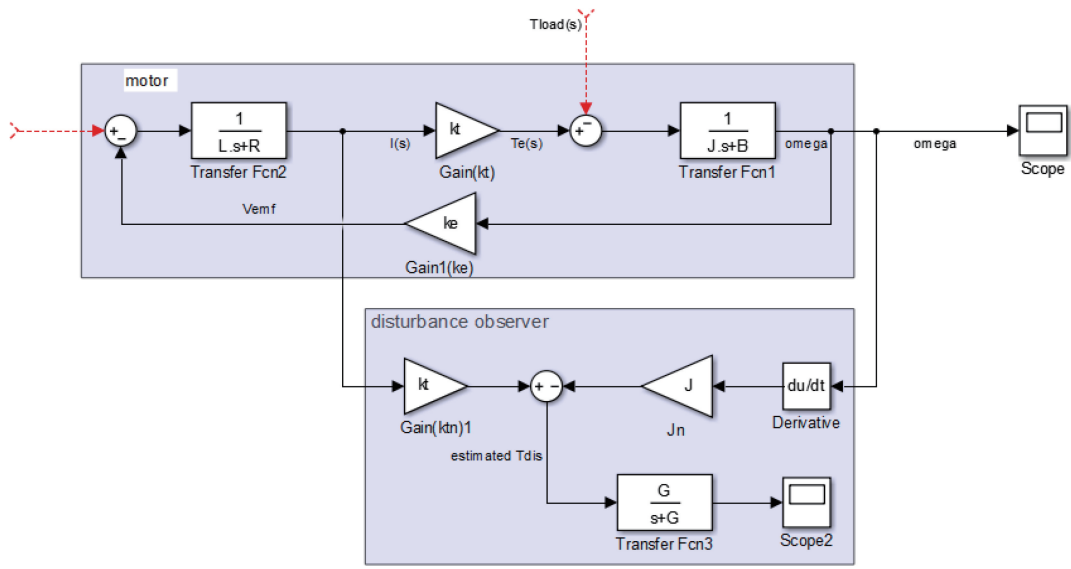 Tload(s)
motor
+
−
1
L.s+R
Transfer Fcn2
I(s)
kt
Gain(kt)
Te(s)
−
+
1
J.s+B
Transfer Fcn1
omega
omega
Scope
Vemf
ke
Gain1(ke)
disturbance observer
kt
Gain(ktn)1
+ −
J
Jn
du/dt
Derivative
estimated Tdis
G
s+G
Transfer Fcn3
Scope2